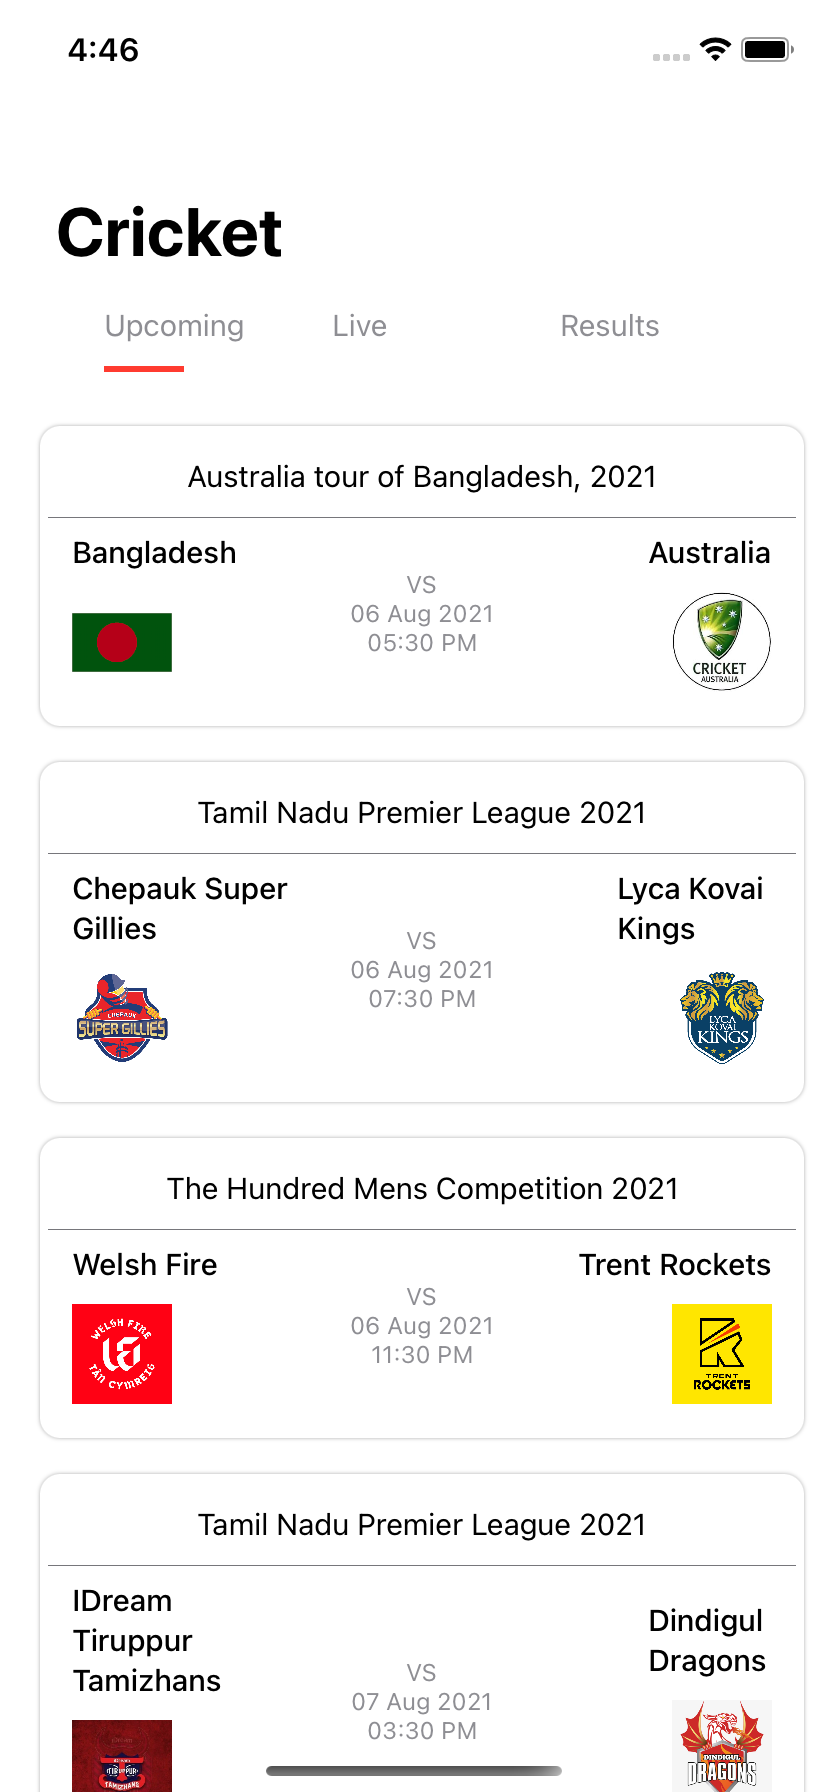 4:46
Cricket
Upcoming
Live
Results
Australia tour of Bangladesh, 2021
Bangladesh
VS
06 Aug 2021
05:30 PM
Australia
CRICKET
AUSTRALIA
Tamil Nadu Premier League 2021
Chepauk Super
Gillies
CHEPAUK
SUPER GILLIES
VS
06 Aug 2021
07:30 PM
Lyca Kovai
Kings
LYCA
KOVAI
KINGS
The Hundred Mens Competition 2021
Welsh Fire
WELSH FIRE
TÂN CYMREIG
VS
06 Aug 2021
11:30 PM
Trent Rockets
TRENT
ROCKETS
Tamil Nadu Premier League 2021
IDream
Tiruppur
Tamizhans
TAMIZHANS
VS
07 Aug 2021
03:30 PM
Dindigul
Dragons
DINDIGUL
DRAGONS